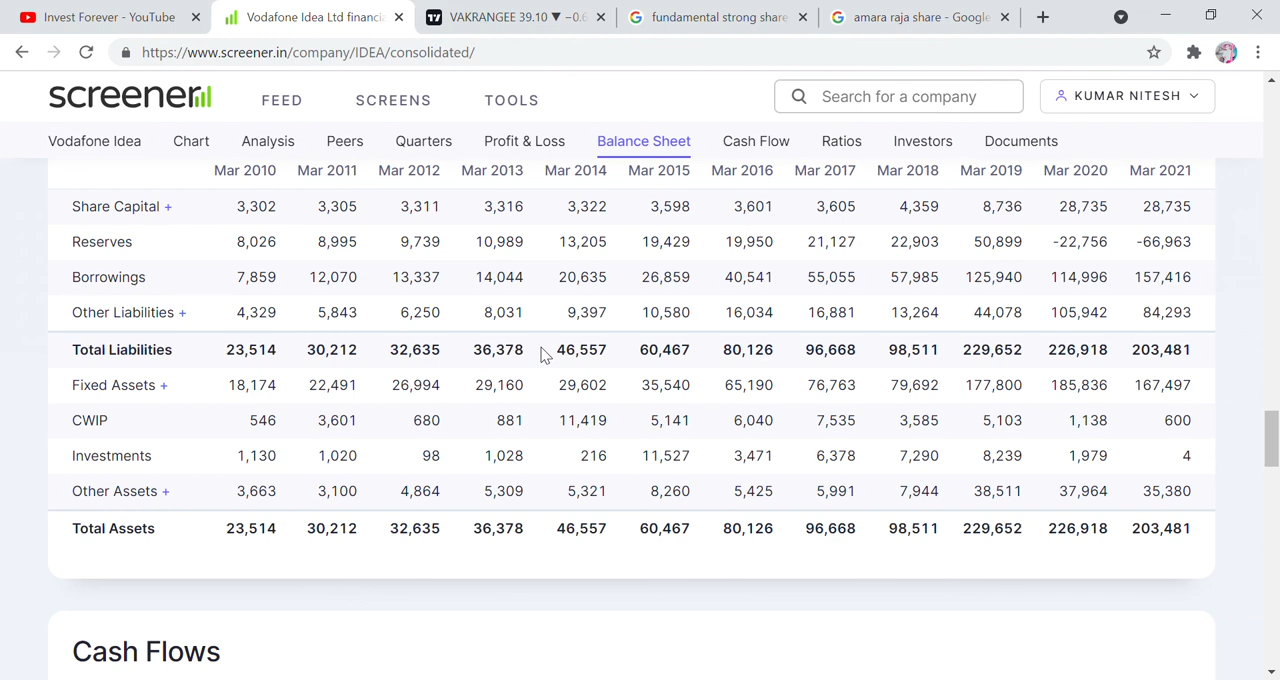 Invest Forever - YouTube
Vodafone Idea Ltd financia
VAKRANGEE 39.10 ▼ −0.6
fundamental strong share
amara raja share - Google
https://www.screener.in/company/IDEA/consolidated/
screener
FEED
SCREENS
TOOLS
Search for a company
KUMAR NITESH
Vodafone Idea Chart Analysis Peers Quarters Profit & Loss Balance Sheet Cash Flow Ratios Investors Documents
Mar 2010 Mar 2011 Mar 2012 Mar 2013 Mar 2014 Mar 2015 Mar 2016 Mar 2017 Mar 2018 Mar 2019 Mar 2020 Mar 2021
Share Capital + 3,302 3,305 3,311 3,316 3,322 3,598 3,601 3,605 4,359 8,736 28,735 28,735
Reserves 8,026 8,995 9,739 10,989 13,205 19,429 19,950 21,127 22,903 50,899 -22,756 -66,963
Borrowings 7,859 12,070 13,337 14,044 20,635 26,859 40,541 55,055 57,985 125,940 114,996 157,416
Other Liabilities + 4,329 5,843 6,250 8,031 9,397 10,580 16,034 16,881 13,264 44,078 105,942 84,293
Total Liabilities 23,514 30,212 32,635 36,378 46,557 60,467 80,126 96,668 98,511 229,652 226,918 203,481
Fixed Assets + 18,174 22,491 26,994 29,160 29,602 35,540 65,190 76,763 79,692 177,800 185,836 167,497
CWIP 546 3,601 680 881 11,419 5,141 6,040 7,535 3,585 5,103 1,138 600
Investments 1,130 1,020 98 1,028 216 11,527 3,471 6,378 7,290 8,239 1,979 4
Other Assets + 3,663 3,100 4,864 5,309 5,321 8,260 5,425 5,991 7,944 38,511 37,964 35,380
Total Assets 23,514 30,212 32,635 36,378 46,557 60,467 80,126 96,668 98,511 229,652 226,918 203,481
Cash Flows